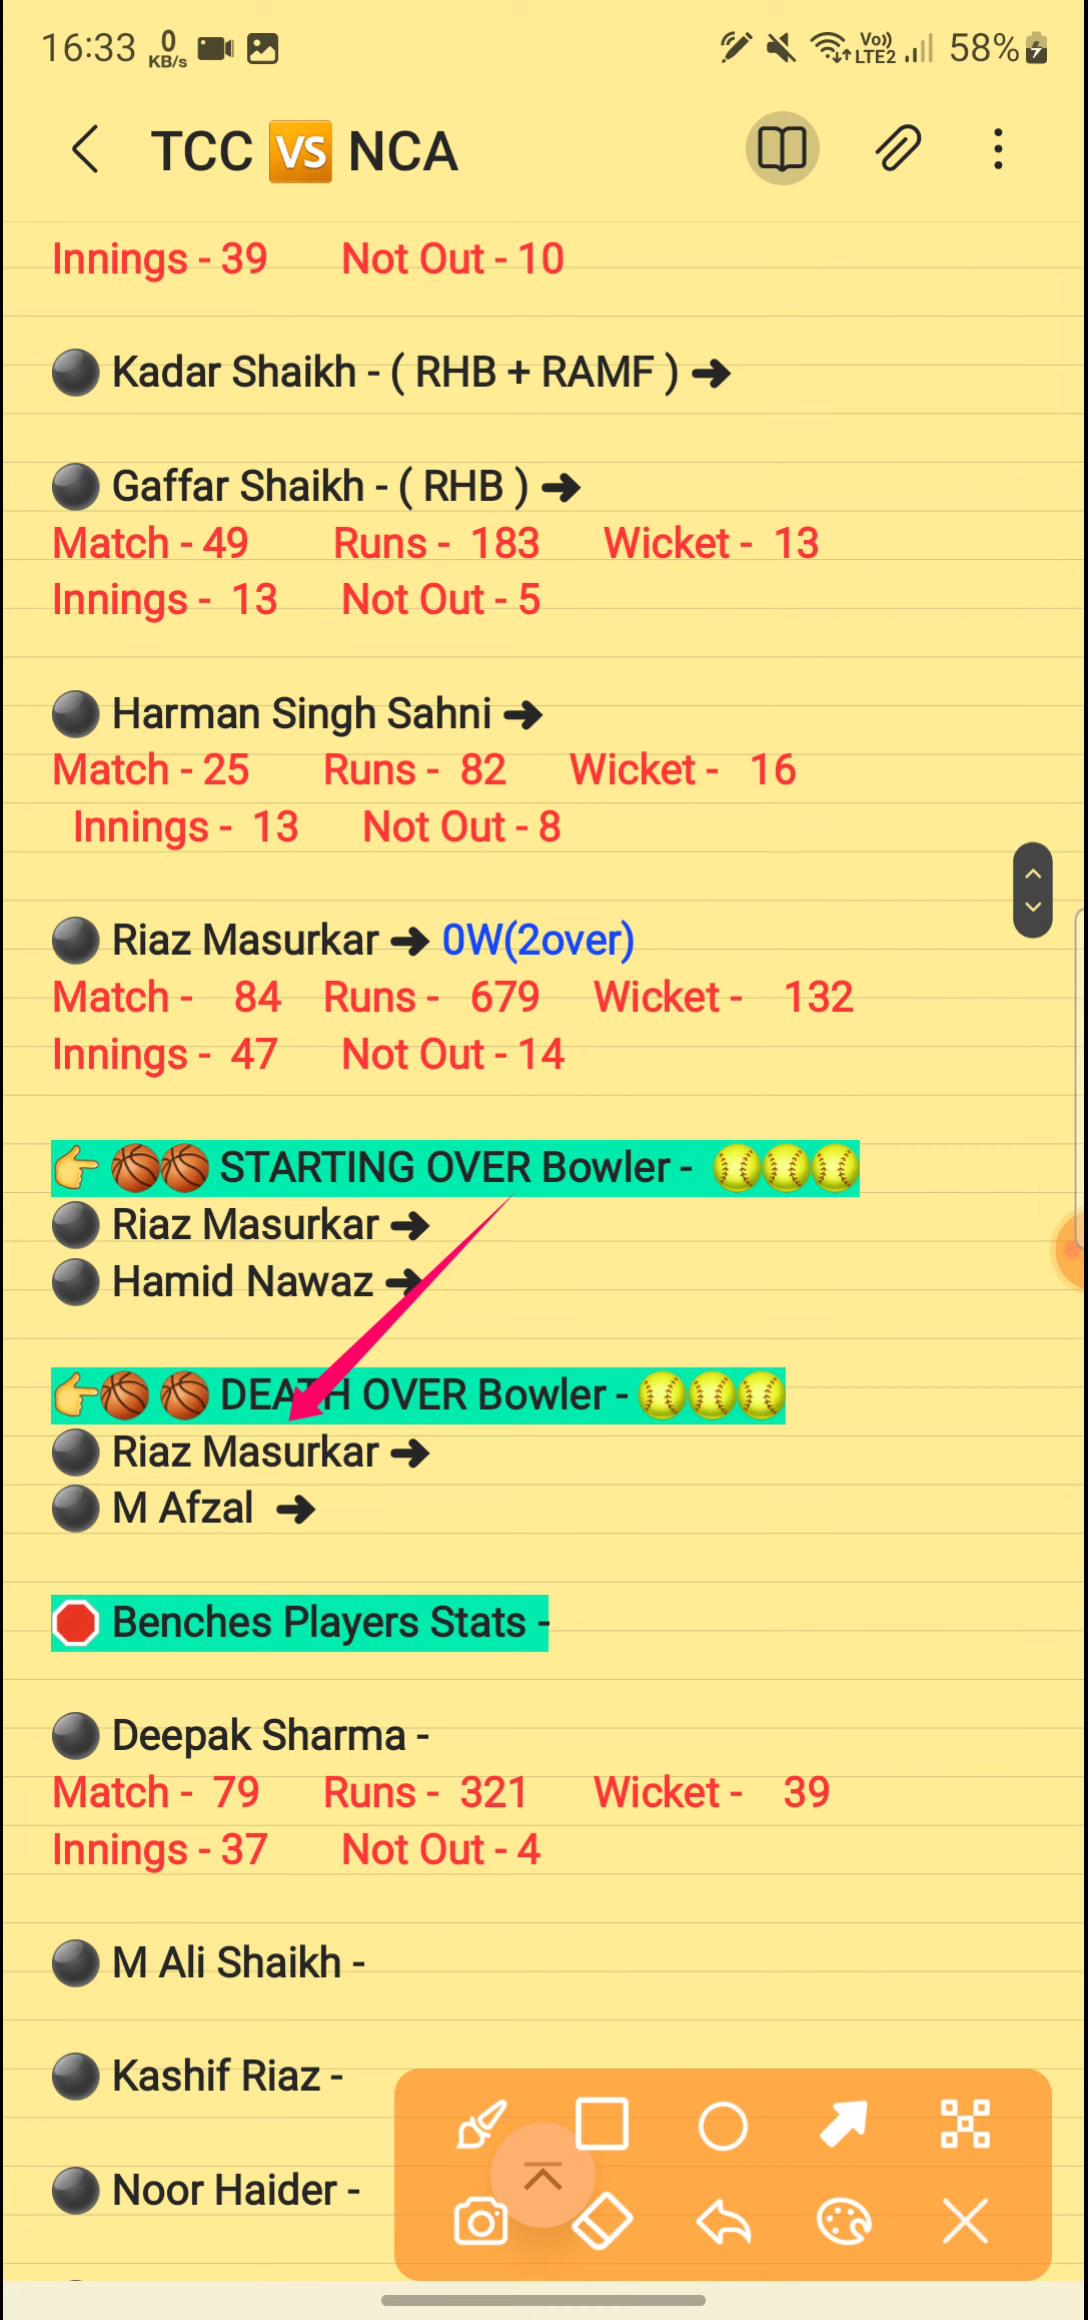 16:33 0 KB/s Vo)) LTE2 58%
TCC VS NCA
Innings - 39 Not Out - 10
Kadar Shaikh - ( RHB + RAMF ) ➔
Gaffar Shaikh - ( RHB ) ➔
Match - 49 Runs - 183 Wicket - 13
Innings - 13 Not Out - 5
Harman Singh Sahni ➔
Match - 25 Runs - 82 Wicket - 16
Innings - 13 Not Out - 8
Riaz Masurkar ➔ 0W(2over)
Match - 84 Runs - 679 Wicket - 132
Innings - 47 Not Out - 14
👉 🏀🏀 STARTING OVER Bowler - 🥎🥎🥎
Riaz Masurkar ➔
Hamid Nawaz ➔
👉🏀 🏀 DEATH OVER Bowler - 🥎🥎🥎
Riaz Masurkar ➔
M Afzal ➔
🛑 Benches Players Stats -
Deepak Sharma -
Match - 79 Runs - 321 Wicket - 39
Innings - 37 Not Out - 4
M Ali Shaikh -
Kashif Riaz -
Noor Haider -